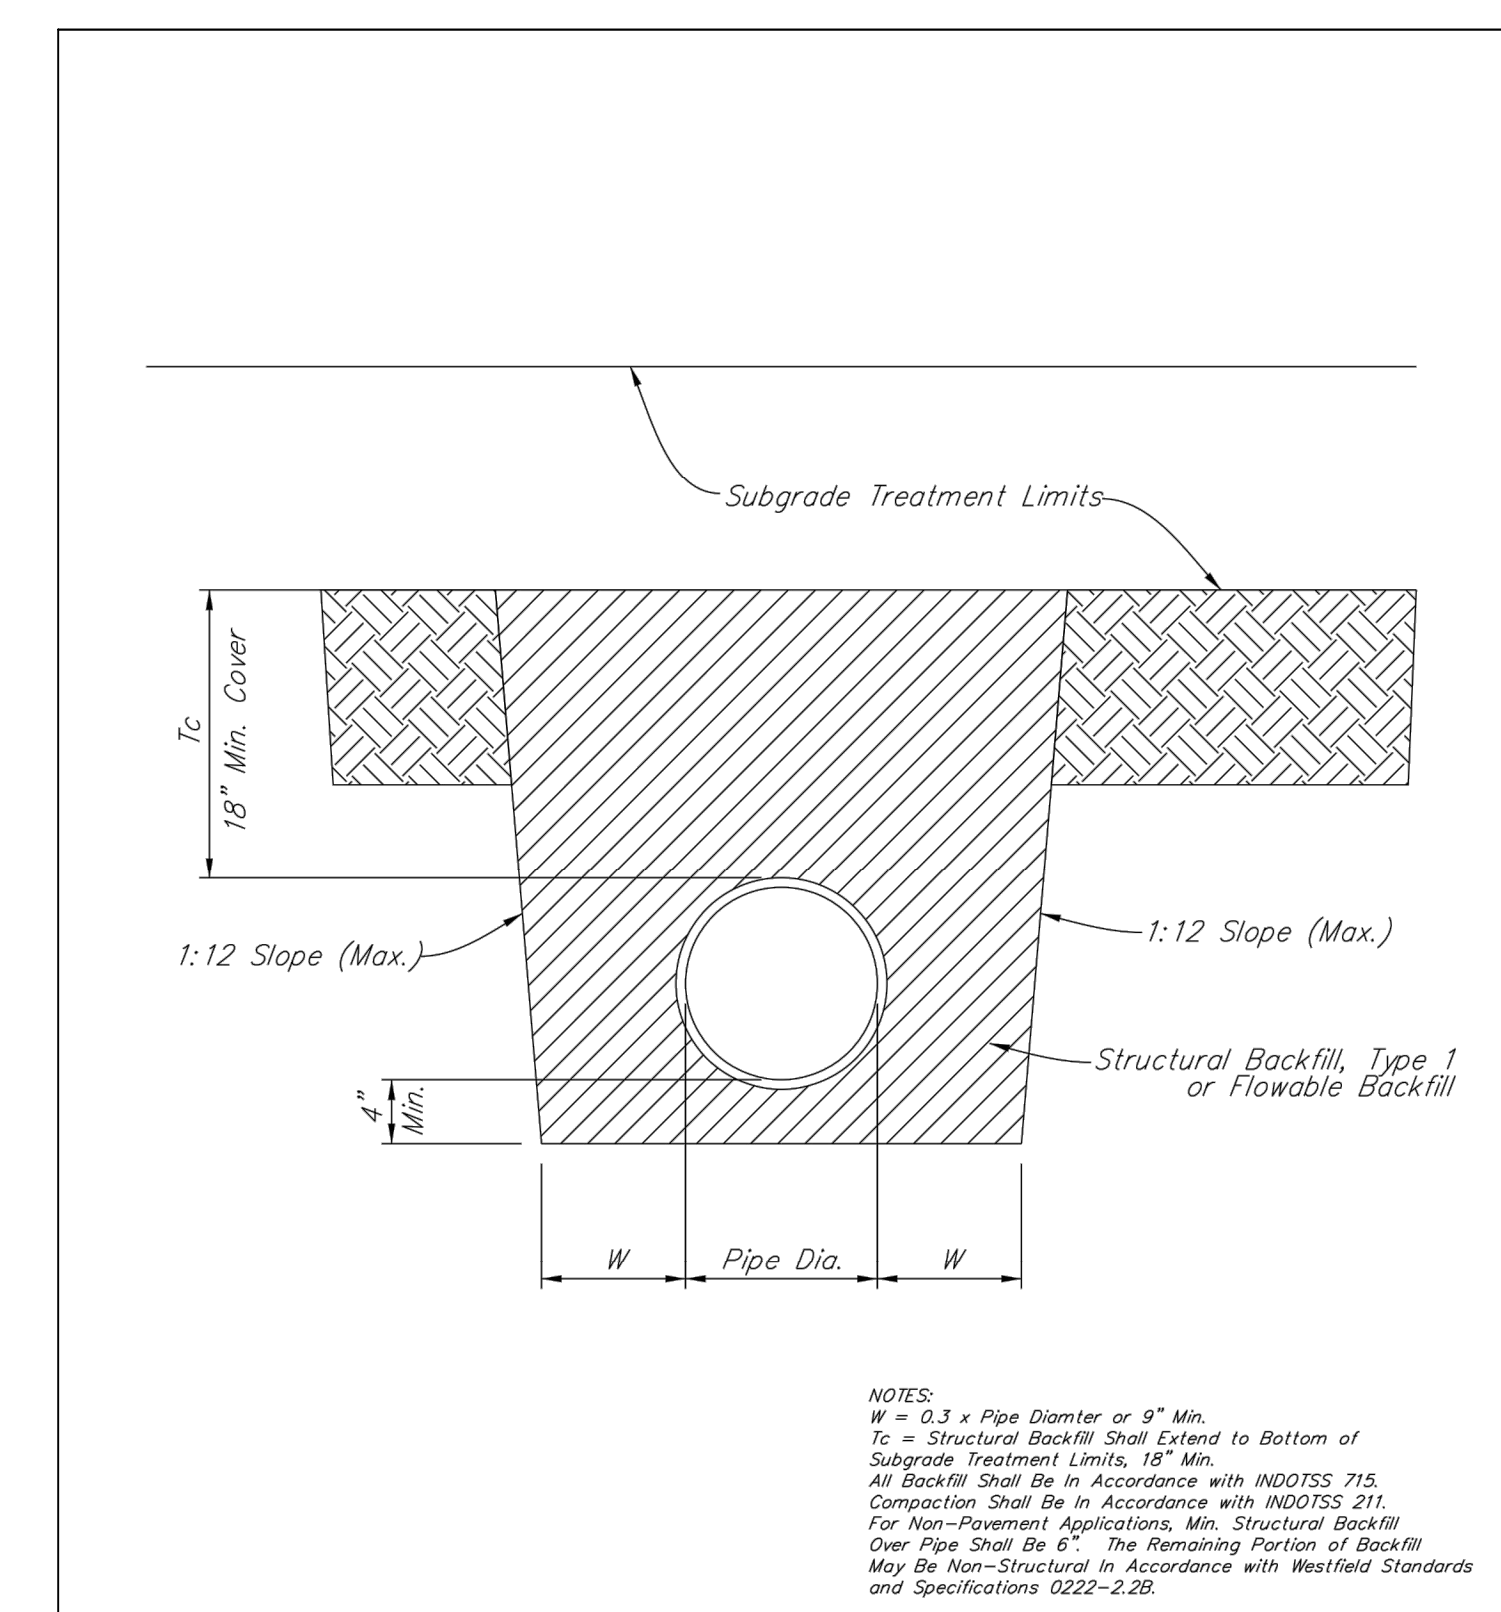 Subgrade Treatment Limits
Tc
18" Min. Cover
1:12 Slope (Max.)
1:12 Slope (Max.)
Structural Backfill, Type 1
or Flowable Backfill
4"
Min.
W
Pipe Dia.
W
NOTES:
W = 0.3 x Pipe Diamter or 9" Min.
Tc = Structural Backfill Shall Extend to Bottom of
Subgrade Treatment Limits, 18" Min.
All Backfill Shall Be In Accordance with INDOTSS 715.
Compaction Shall Be In Accordance with INDOTSS 211.
For Non-Pavement Applications, Min. Structural Backfill
Over Pipe Shall Be 6". The Remaining Portion of Backfill
May Be Non-Structural In Accordance with Westfield Standards
and Specifications 0222-2.2B.